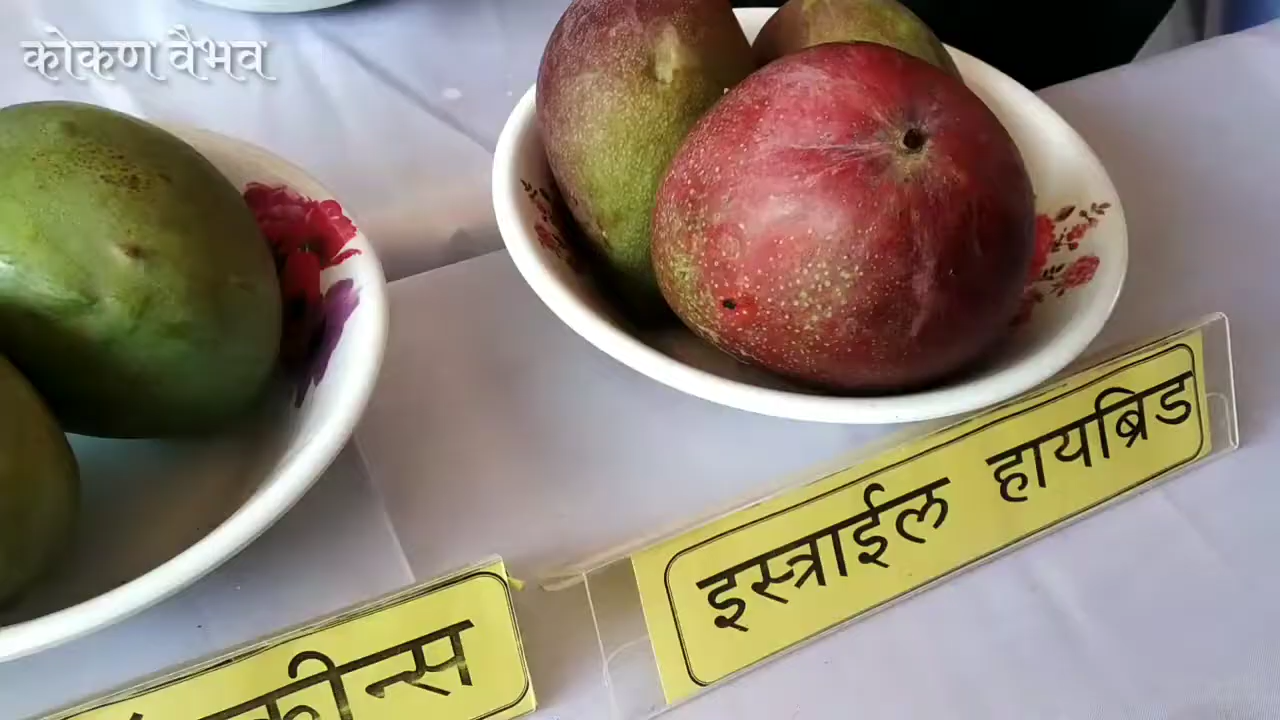 कोकण वैभव
इस्त्राईल हायब्रिड
कीन्स